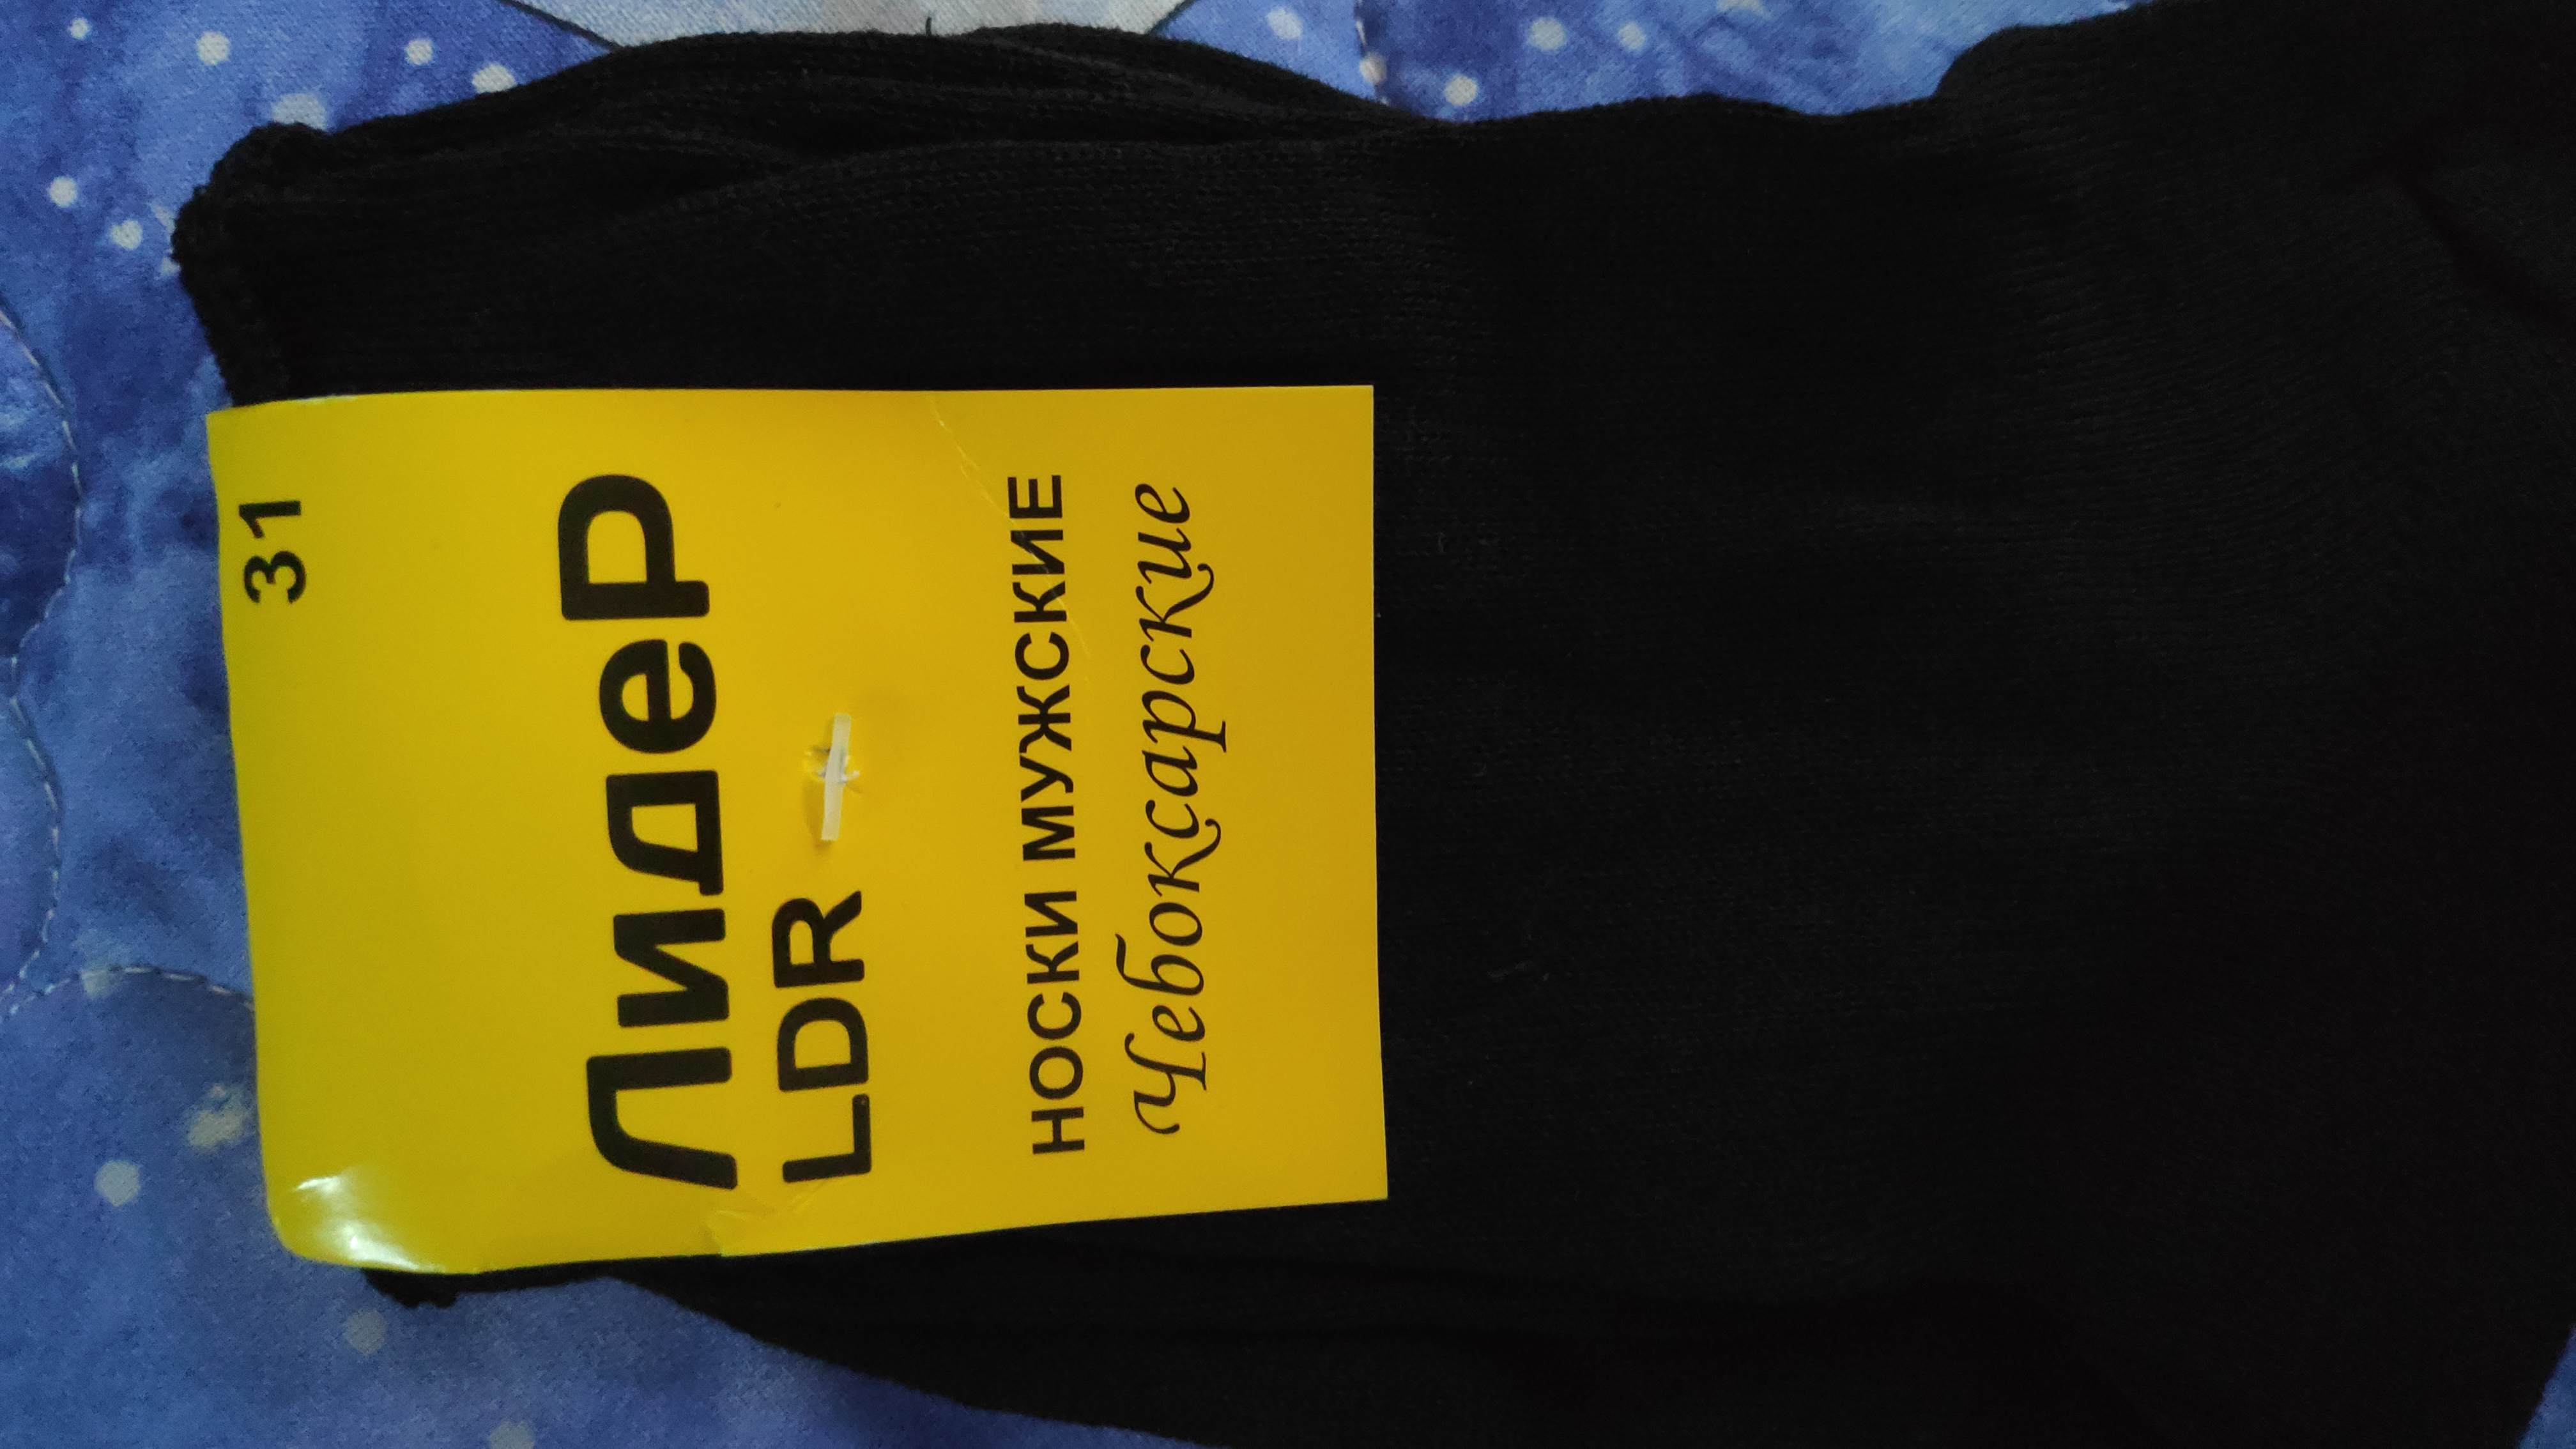 31
Лидер
LDR
НОСКИ МУЖСКИЕ
Чебоксарские